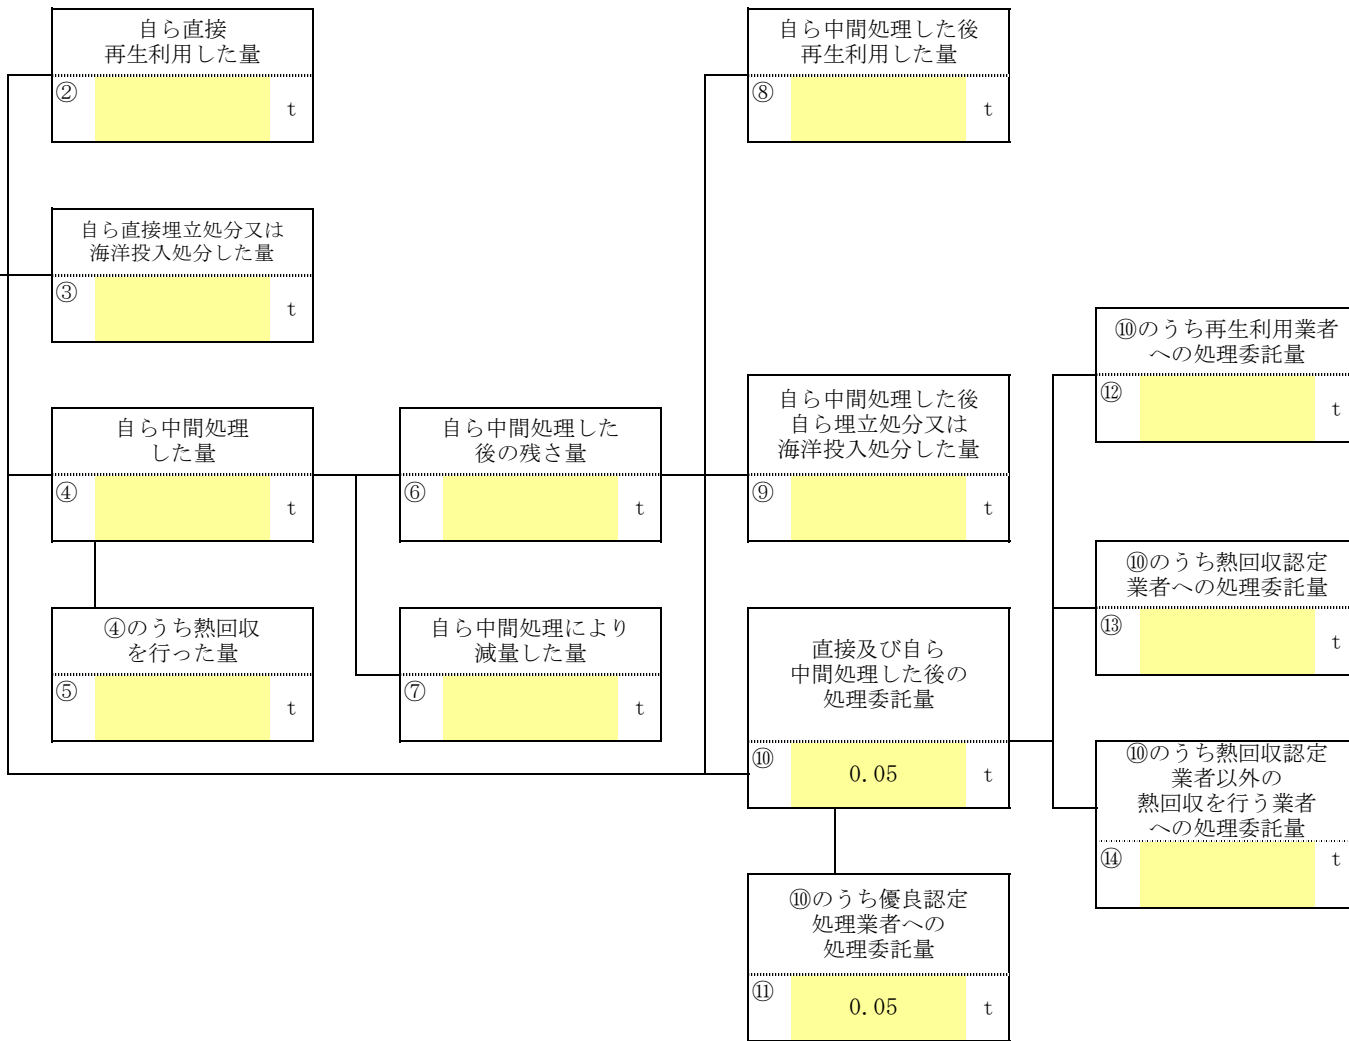 自ら直接
再生利用した量
②
t
自ら中間処理した後
再生利用した量
⑧
t
自ら直接埋立処分又は
海洋投入処分した量
③
t
⑩のうち再生利用業者
への処理委託量
⑫
t
自ら中間処理
した量
④
t
自ら中間処理した
後の残さ量
⑥
t
自ら中間処理した後
自ら埋立処分又は
海洋投入処分した量
⑨
t
⑩のうち熱回収認定
業者への処理委託量
⑬
t
④のうち熱回収
を行った量
⑤
t
自ら中間処理により
減量した量
⑦
t
直接及び自ら
中間処理した後の
処理委託量
⑩
0.05 t
⑩のうち熱回収認定
業者以外の
熱回収を行う業者
への処理委託量
⑭
t
⑩のうち優良認定
処理業者への
処理委託量
⑪
0.05 t